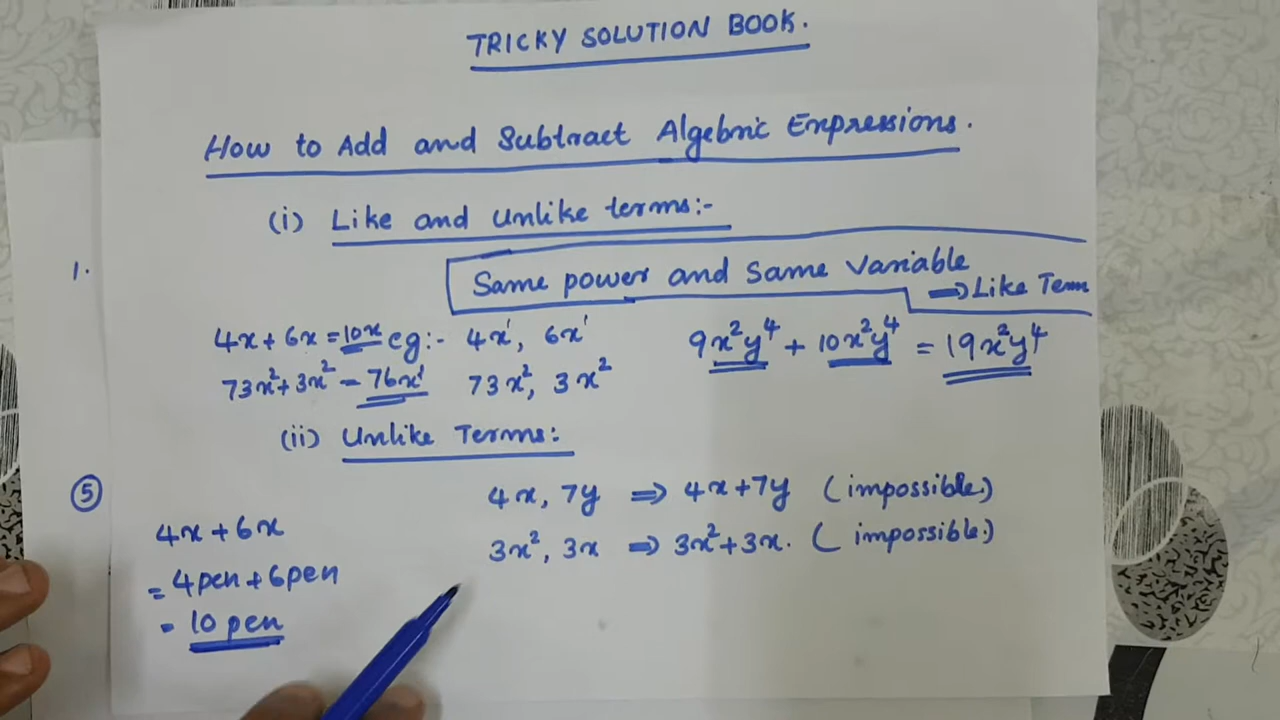 TRICKY SOLUTION BOOK.
How to Add and Subtract Algebraic Expressions.
(i) Like and Unlike terms:-
1.
Same power and Same Variable
⇒ Like Term
4x + 6x = 10x eg:- 4x¹, 6x¹ 9x²y⁴ + 10x²y⁴ = 19x²y⁴
73x² + 3x² = 76x¹ 73x², 3x²
(ii) Unlike Terms:
5
4x, 7y ⇒ 4x+7y (impossible.)
4x + 6x
3x², 3x ⇒ 3x²+3x. ( impossible.)
= 4pen + 6pen
= 10 pen